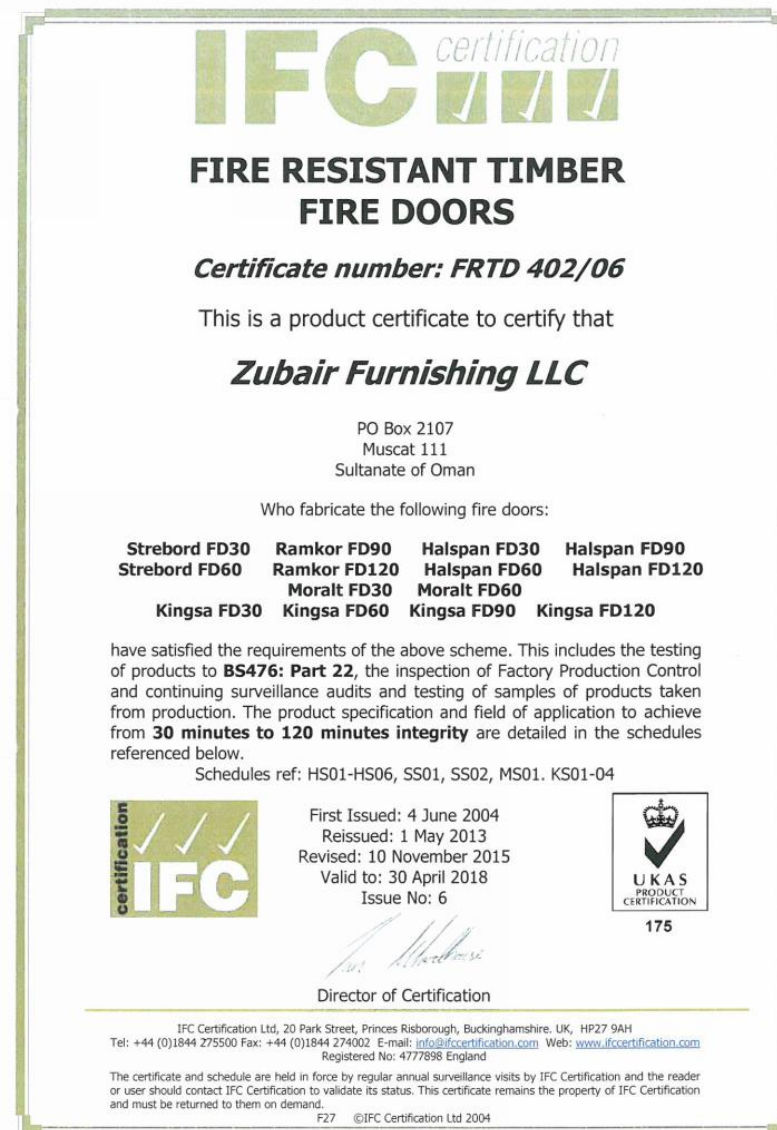 IFC certification
FIRE RESISTANT TIMBER
FIRE DOORS
Certificate number: FRTD 402/06
This is a product certificate to certify that
Zubair Furnishing LLC
PO Box 2107
Muscat 111
Sultanate of Oman
Who fabricate the following fire doors:
Strebord FD30 Ramkor FD90 Halspan FD30 Halspan FD90
Strebord FD60 Ramkor FD120 Halspan FD60 Halspan FD120
Moralt FD30 Moralt FD60
Kingsa FD30 Kingsa FD60 Kingsa FD90 Kingsa FD120
have satisfied the requirements of the above scheme. This includes the testing
of products to BS476: Part 22, the inspection of Factory Production Control
and continuing surveillance audits and testing of samples of products taken
from production. The product specification and field of application to achieve
from 30 minutes to 120 minutes integrity are detailed in the schedules
referenced below.
Schedules ref: HS01-HS06, SS01, SS02, MS01. KS01-04
certification
IFC
First Issued: 4 June 2004
Reissued: 1 May 2013
Revised: 10 November 2015
Valid to: 30 April 2018
Issue No: 6
UKAS
PRODUCT
CERTIFICATION
175
Director of Certification
IFC Certification Ltd, 20 Park Street, Princes Risborough, Buckinghamshire. UK, HP27 9AH
Tel: +44 (0)1844 275500 Fax: +44 (0)1844 274002 E-mail: info@ifccertification.com Web: www.ifccertification.com
Registered No: 4777898 England
The certificate and schedule are held in force by regular annual surveillance visits by IFC Certification and the reader
or user should contact IFC Certification to validate its status. This certificate remains the property of IFC Certification
and must be returned to them on demand.
F27 ©IFC Certification Ltd 2004